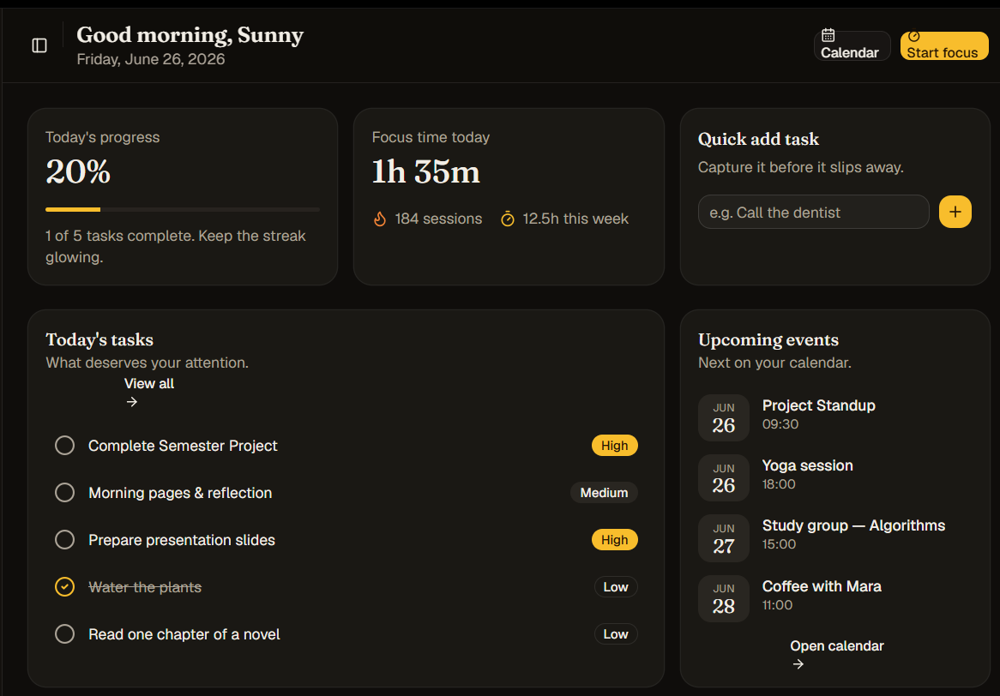 Good morning, Sunny
Friday, June 26, 2026
Calendar
Start focus
Today's progress
20%
1 of 5 tasks complete. Keep the streak
glowing.
Focus time today
1h 35m
184 sessions
12.5h this week
Quick add task
Capture it before it slips away.
e.g. Call the dentist
Today's tasks
What deserves your attention.
View all
Complete Semester Project
High
Morning pages & reflection
Medium
Prepare presentation slides
High
Water the plants
Low
Read one chapter of a novel
Low
Upcoming events
Next on your calendar.
JUN
26
Project Standup
09:30
JUN
26
Yoga session
18:00
JUN
27
Study group — Algorithms
15:00
JUN
28
Coffee with Mara
11:00
Open calendar